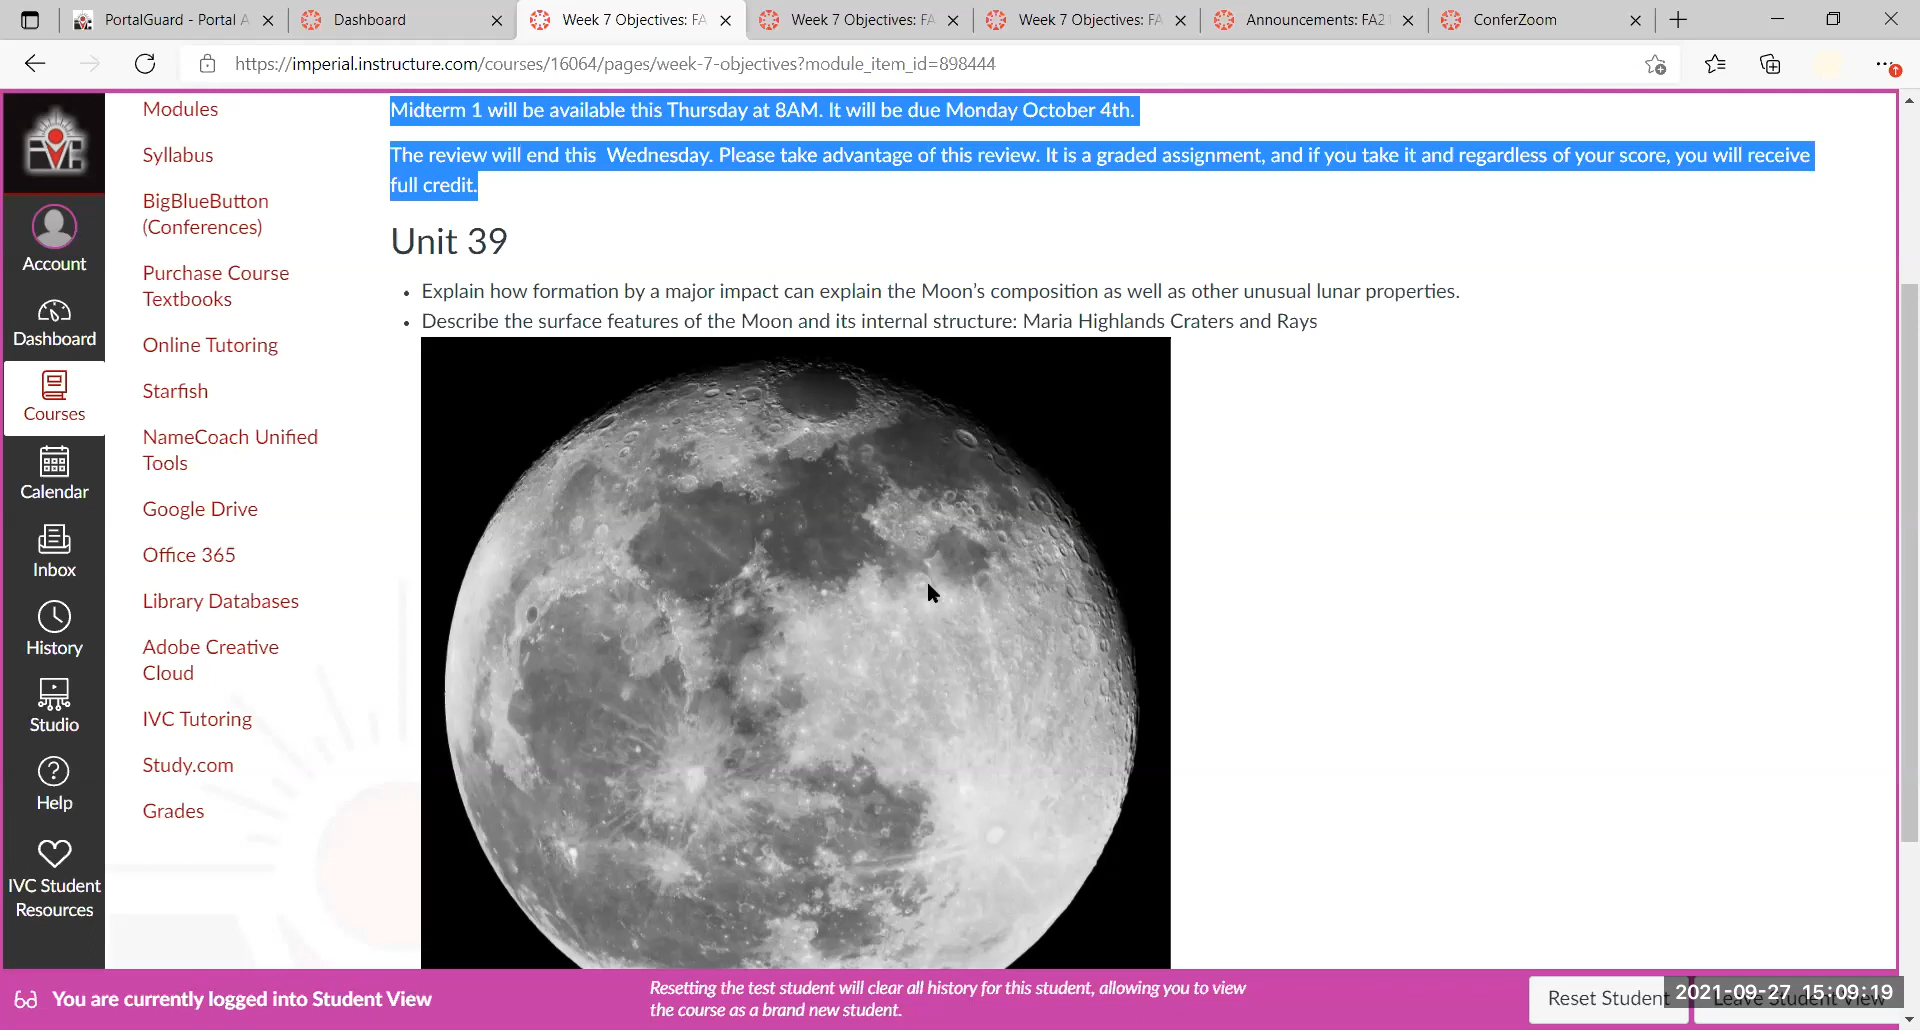 PortalGuard - Portal A
Dashboard
Week 7 Objectives: FA
Week 7 Objectives: FA
Week 7 Objectives: FA
Announcements: FA21
ConferZoom
https://imperial.instructure.com/courses/16064/pages/week-7-objectives?module_item_id=898444
Account
Dashboard
Courses
Calendar
Inbox
History
Studio
Help
IVC Student
Resources
Modules
Syllabus
BigBlueButton
(Conferences)
Purchase Course
Textbooks
Online Tutoring
Starfish
NameCoach Unified
Tools
Google Drive
Office 365
Library Databases
Adobe Creative
Cloud
IVC Tutoring
Study.com
Grades
Midterm 1 will be available this Thursday at 8AM. It will be due Monday October 4th.
The review will end this  Wednesday. Please take advantage of this review. It is a graded assignment, and if you take it and regardless of your score, you will receive
full credit.
Unit 39
• Explain how formation by a major impact can explain the Moon's composition as well as other unusual lunar properties.
• Describe the surface features of the Moon and its internal structure: Maria Highlands Craters and Rays
You are currently logged into Student View
Resetting the test student will clear all history for this student, allowing you to view
the course as a brand new student.
Reset Student
Leave Student View
2021-09-27 15:09:19